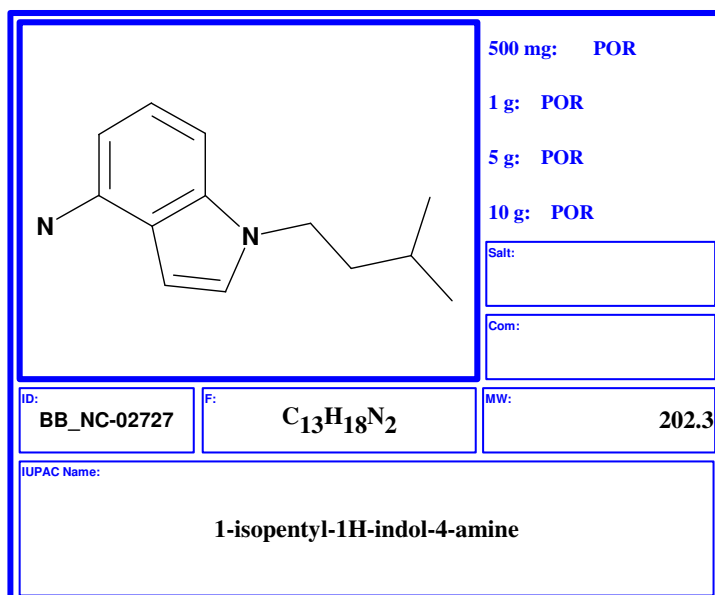 500 mg: POR
1 g: POR
5 g: POR
10 g: POR
N
N
Salt:
Com:
ID:
BB_NC-02727
F:
C13H18N2
MW:
202.3
IUPAC Name:
1-isopentyl-1H-indol-4-amine